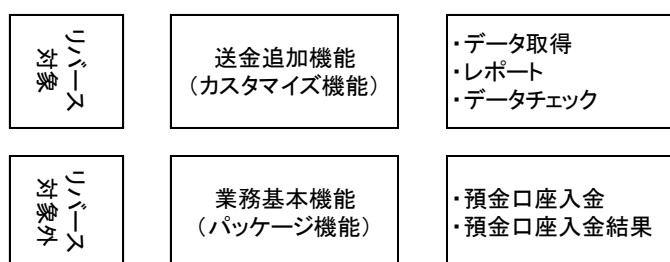 リバース
対象
送金追加機能
（カスタマイズ機能）
・データ取得
・レポート
・データチェック
リバース
対象外
業務基本機能
（パッケージ機能）
・預金口座入金
・預金口座入金結果